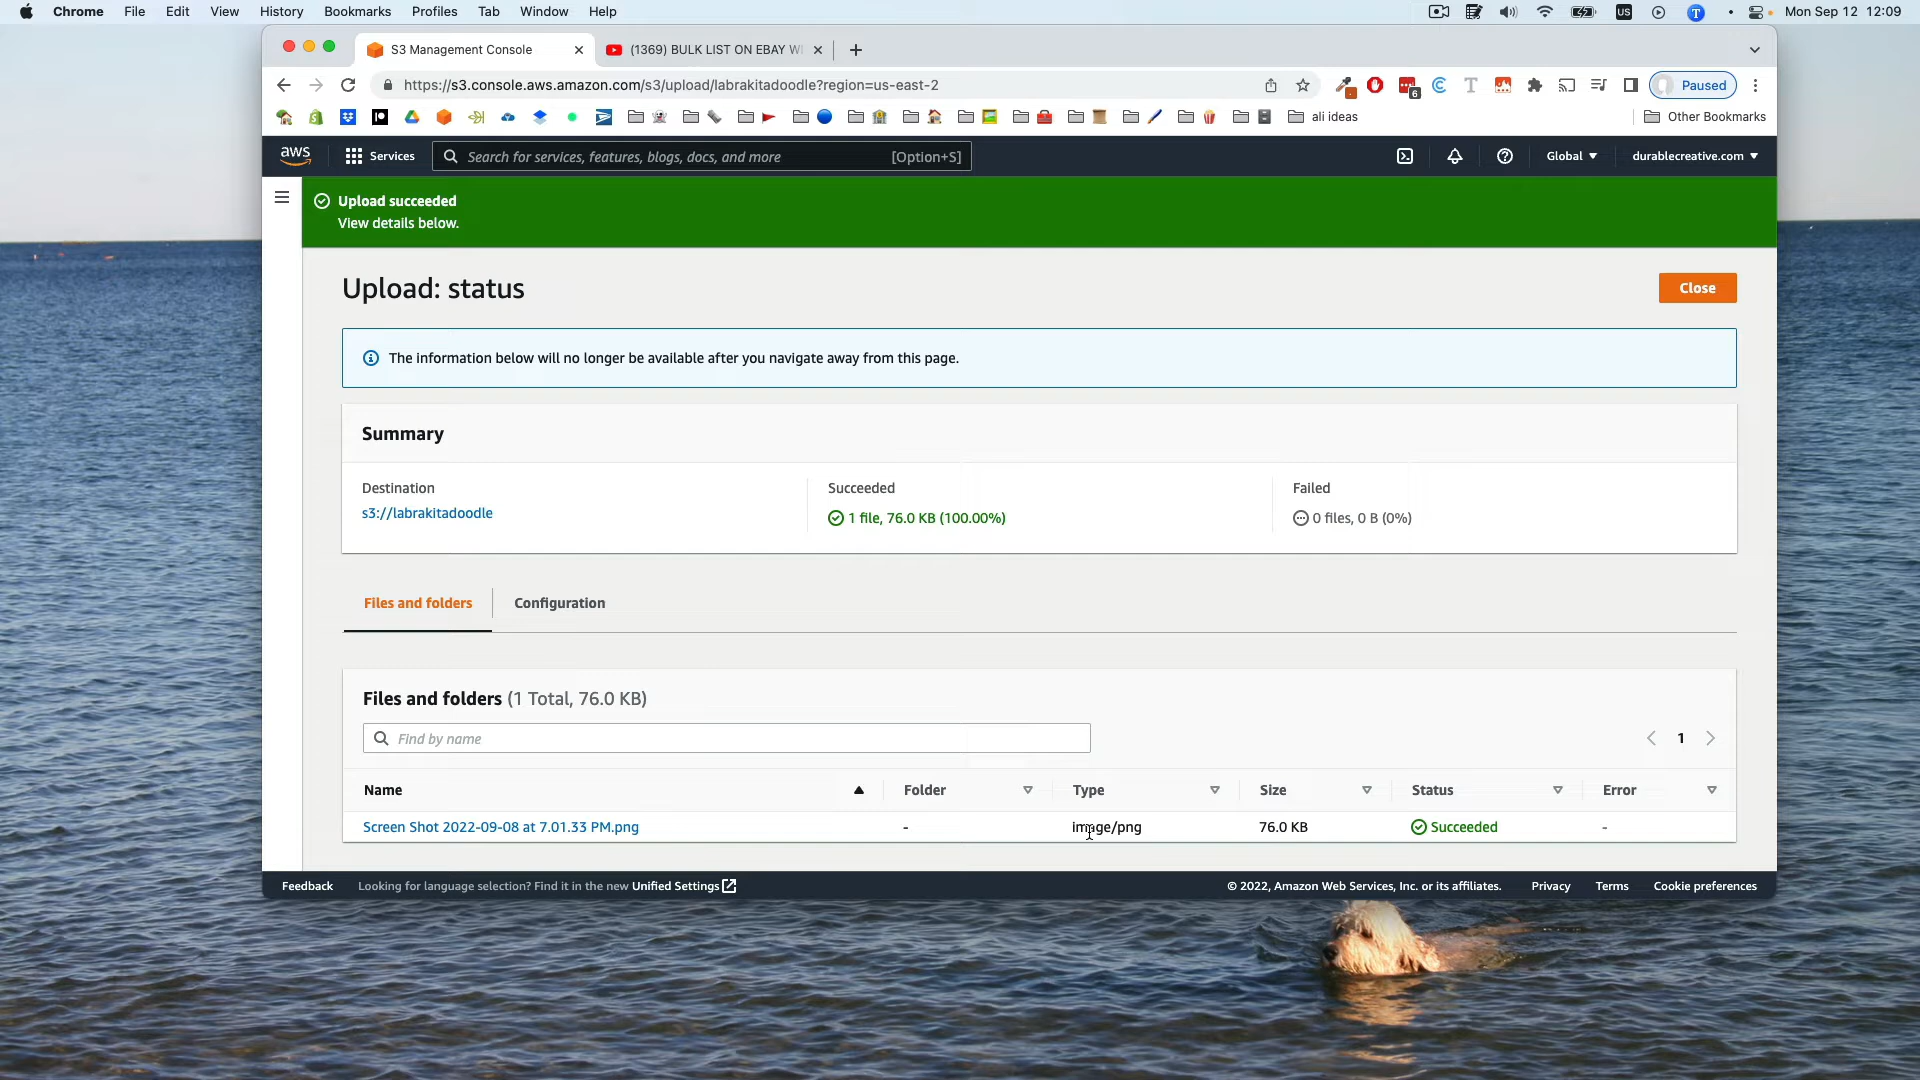 Chrome File Edit View History Bookmarks Profiles Tab Window Help
US T Mon Sep 12 12:09
S3 Management Console
(1369) BULK LIST ON EBAY W
https://s3.console.aws.amazon.com/s3/upload/labrakitadoodle?region=us-east-2
6 T Paused
ali ideas Other Bookmarks
aws Services Search for services, features, blogs, docs, and more [Option+S] Global durablecreative.com
Upload succeeded
View details below.
Upload: status
Close
The information below will no longer be available after you navigate away from this page.
Summary
Destination Succeeded Failed
s3://labrakitadoodle 1 file, 76.0 KB (100.00%) 0 files, 0 B (0%)
Files and folders Configuration
Files and folders (1 Total, 76.0 KB)
Find by name
1
Name Folder Type Size Status Error
Screen Shot 2022-09-08 at 7.01.33 PM.png - image/png 76.0 KB Succeeded -
Feedback Looking for language selection? Find it in the new Unified Settings © 2022, Amazon Web Services, Inc. or its affiliates. Privacy Terms Cookie preferences